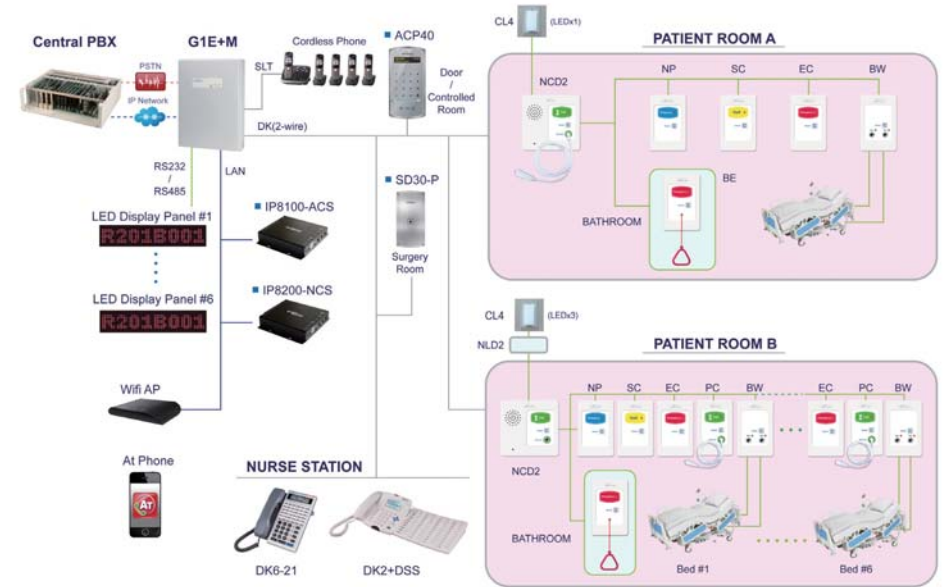 Central PBX
G1E+M
PSTN
IP Network
SLT
Cordless Phone
DK(2-wire)
RS232
/
RS485
LAN
ACP40
Door
/
Controlled
Room
LED Display Panel #1
R201B001
IP8100-ACS
SD30-P
Surgery
Room
LED Display Panel #6
R201B001
IP8200-NCS
Wifi AP
At Phone
AT
NURSE STATION
DK6-21
DK2+DSS
CL4
(LEDx1)
PATIENT ROOM A
NCD2
NP
SC
EC
BW
BATHROOM
BE
CL4
(LEDx3)
NLD2
PATIENT ROOM B
NCD2
NP
SC
EC
PC
BW
EC
PC
BW
BATHROOM
Bed #1
Bed #6